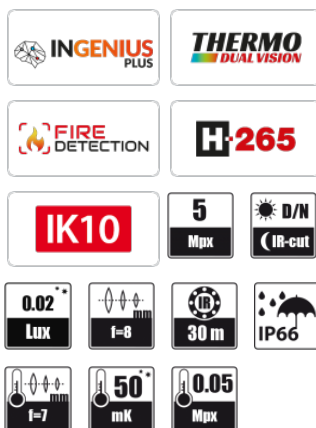 INGENIUS
PLUS
THERMO
DUAL VISION
FIRE
DETECTION
H·265
IK10
5
Mpx
D/N
IR-cut
0.02**
Lux
mm
f=8
IR
30 m
IP66
mm
f=7
50**
mK
0.05
Mpx